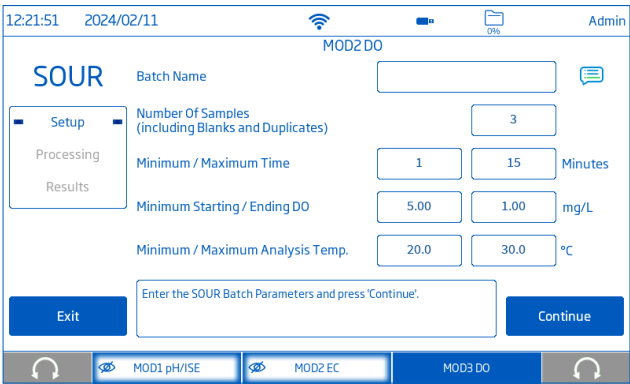 12:21:51 2024/02/11 0% Admin
MOD2 DO
SOUR
Batch Name
Setup
Processing
Results
Number Of Samples
(including Blanks and Duplicates) 3
Minimum / Maximum Time 1 15 Minutes
Minimum Starting / Ending DO 5.00 1.00 mg/L
Minimum / Maximum Analysis Temp. 20.0 30.0 °C
Enter the SOUR Batch Parameters and press 'Continue'.
Exit
Continue
MOD1 pH/ISE MOD2 EC MOD3 DO